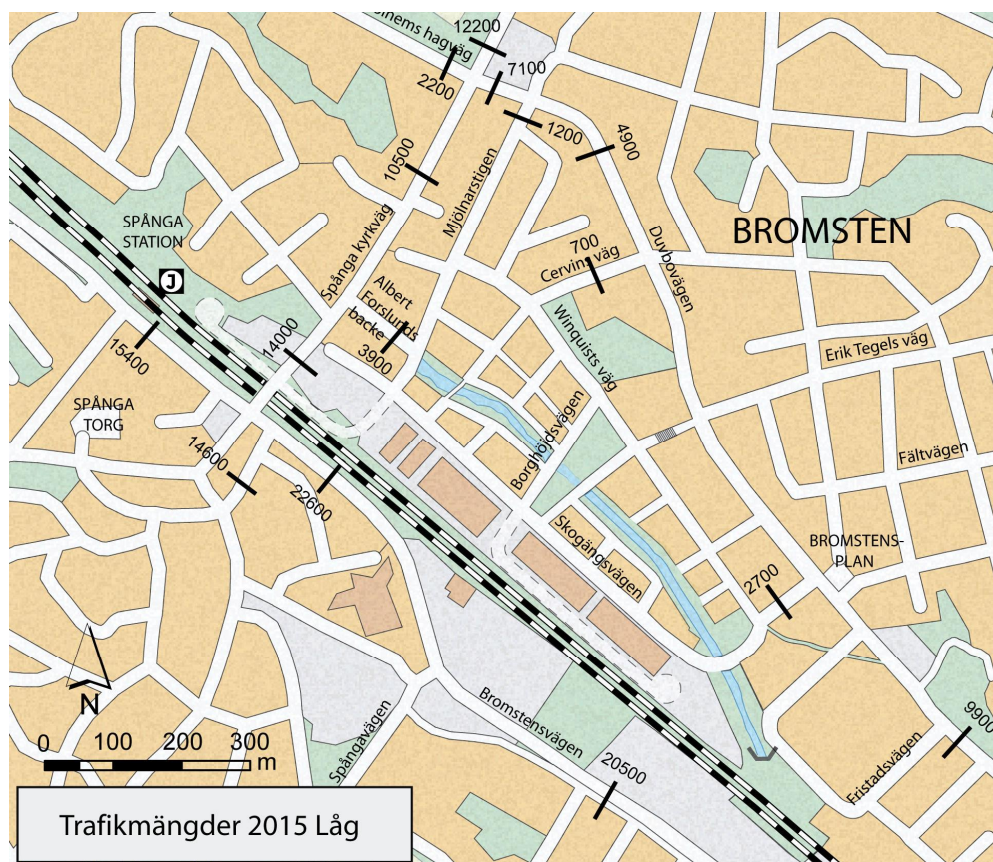 12200
hagväg
7100
2200
1200
4900
10500
Mjölnarstigen
SPÅNGA
STATION
BROMSTEN
700
Cervins väg
Duvbovägen
Spånga kyrkväg
J
Albert
Forslunds
backe
14000
3900
15400
Winquists väg
Erik Tegels väg
SPÅNGA
TORG
Borghöjdsvägen
14600
22600
Fältvägen
Skogängsvägen
BROMSTENS-
PLAN
2700
N
0 100 200 300
m
Spångavägen
Bromstensvägen
9900
20500
Fristadsvägen
Trafikmängder 2015 Låg